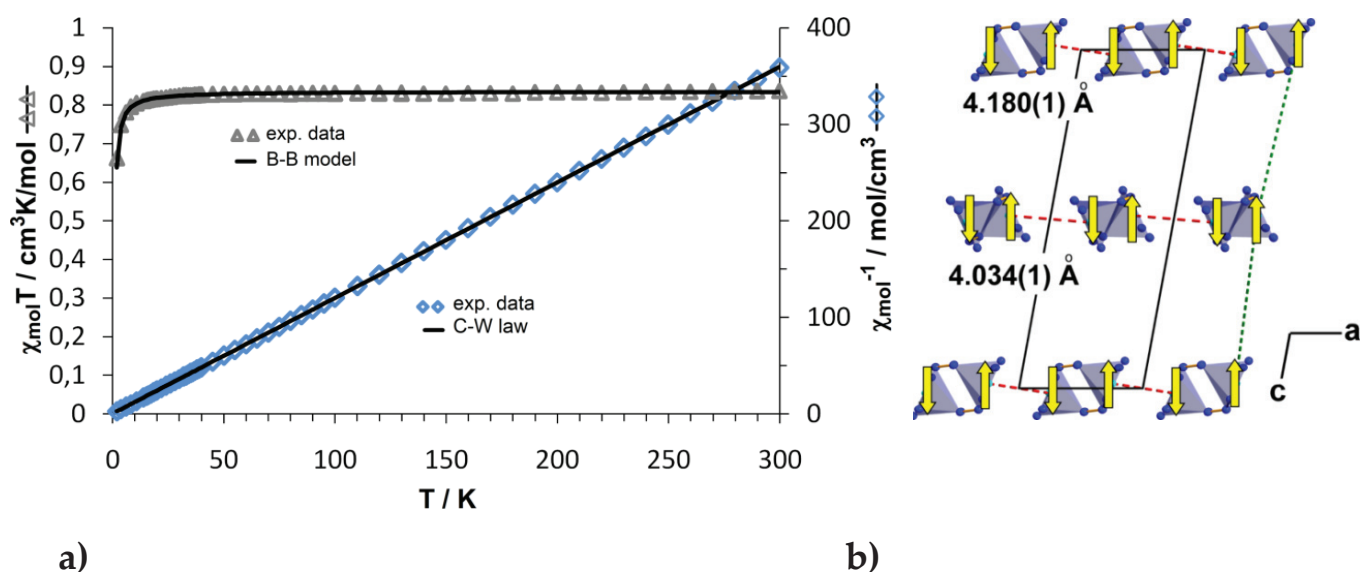 1
0,9
0,8
0,7
0,6
0,5
0,4
0,3
0,2
0,1
0
χmolT / cm3K/mol
exp. data
B-B model
exp. data
C-W law
400
300
200
100
0
χmol-1 / mol/cm3
0 50 100 150 200 250 300
T / K
a)
4.180(1) Å
4.034(1) Å
a
c
b)